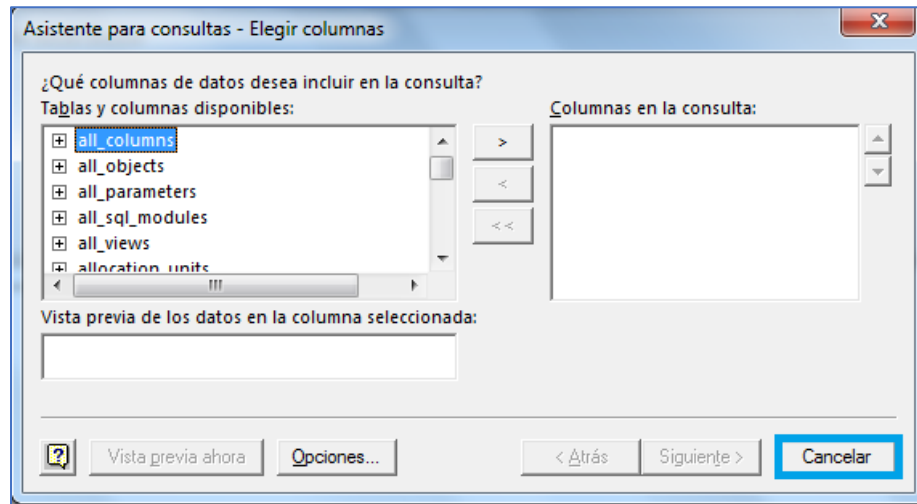 Asistente para consultas - Elegir columnas
¿Qué columnas de datos desea incluir en la consulta?
Tablas y columnas disponibles:
Columnas en la consulta:
all_columns
all_objects
all_parameters
all_sql_modules
all_views
allocation_units
>
<
<<
Vista previa de los datos en la columna seleccionada:
Vista previa ahora
Opciones...
< Atrás
Siguiente >
Cancelar